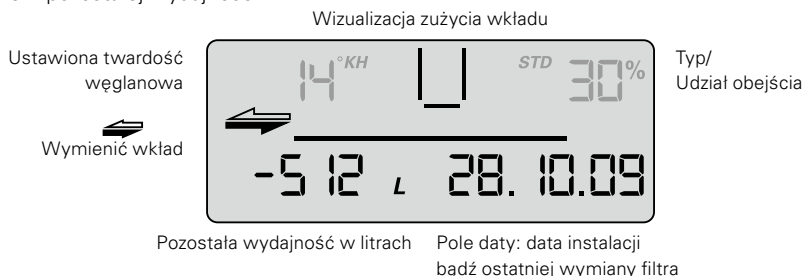 Wizualizacja zużycia wkładu
Ustawiona twardość
węglanowa
14°KH
STD 30%
Typ/
Udział obejścia
Wymienić wkład
-512 L 28.10.09
Pozostała wydajność w litrach
Pole daty: data instalacji
bądź ostatniej wymiany filtra